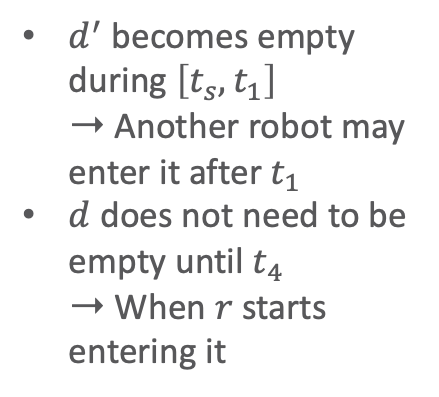 • d′ becomes empty
during [tₛ, t₁]
→ Another robot may
enter it after t₁
• d does not need to be
empty until t₄
→ When r starts
entering it